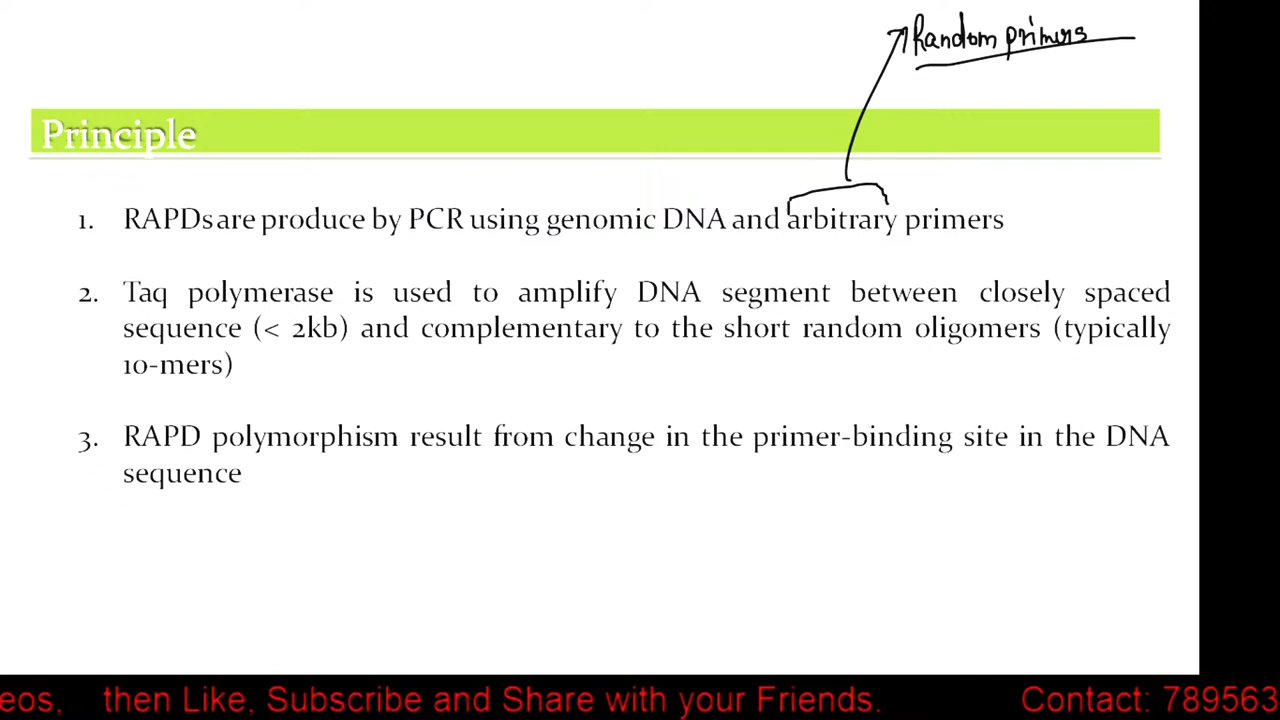 Random primers
Principle
1. RAPDs are produce by PCR using genomic DNA and arbitrary primers
2. Taq polymerase is used to amplify DNA segment between closely spaced
sequence (< 2kb) and complementary to the short random oligomers (typically
10-mers)
3. RAPD polymorphism result from change in the primer-binding site in the DNA
sequence
eos, then Like, Subscribe and Share with your Friends. Contact: 789563